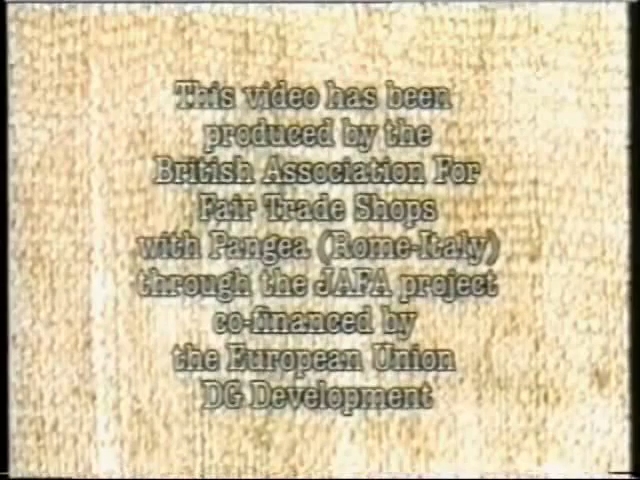 This video has been
produced by the
British Association For
Fair Trade Shops
with Pangea (Rome-Italy)
through the JAFA project
co-financed by
the European Union
DG Development